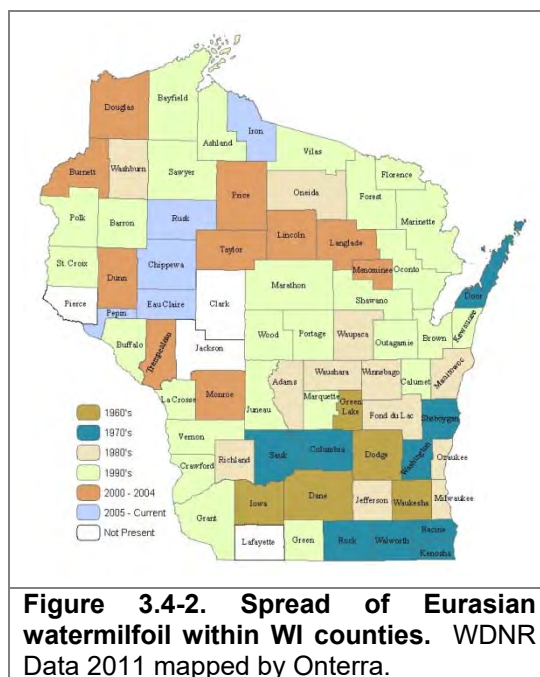 Douglas
Bayfield
Iron
Ashland
Vilas
Burnett
Washburn
Sawyer
Florence
Oneida
Forest
Price
Polk
Barron
Rusk
Marinette
Lincoln
Langlade
Taylor
St. Croix
Dunn
Chippewa
Menominee
Oconto
Door
Marathon
Pierce
Pepin
Eau Claire
Clark
Shawano
Kewaunee
Buffalo
Trempealeau
Jackson
Wood
Portage
Waupaca
Outagamie
Brown
Manitowoc
Waushara
Winnebago
Adams
Calumet
La Crosse
Monroe
Juneau
Marquette
Green
Lake
Fond du Lac
Sheboygan
Vernon
Sauk
Columbia
Dodge
Washington
Ozaukee
Crawford
Richland
Iowa
Dane
Jefferson
Waukesha
Milwaukee
Grant
Lafayette
Green
Rock
Walworth
Racine
Kenosha
1960's
1970's
1980's
1990's
2000 - 2004
2005 - Current
Not Present
Figure 3.4-2. Spread of Eurasian
watermilfoil within WI counties. WDNR
Data 2011 mapped by Onterra.